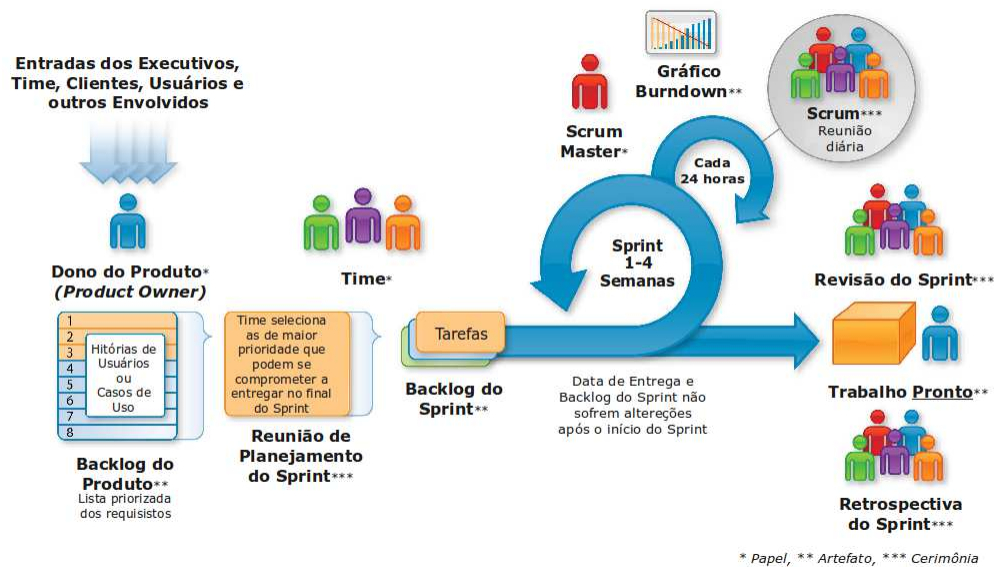 Entradas dos Executivos,
Time, Clientes, Usuários e
outros Envolvidos
Dono do Produto*
(Product Owner)
1
2
3
4
5
6
7
8
Hitórias de
Usuários
ou
Casos de
Uso
Backlog do
Produto**
Lista priorizada
dos requisistos
Time*
Time seleciona
as de maior
prioridade que
podem se
comprometer a
entregar no final
do Sprint
Reunião de
Planejamento
do Sprint***
Tarefas
Backlog do
Sprint**
Scrum
Master*
Gráfico
Burndown**
Cada
24 horas
Scrum***
Reunião
diária
Sprint
1-4
Semanas
Data de Entrega e
Backlog do Sprint não
sofrem altereções
após o início do Sprint
Revisão do Sprint***
Trabalho Pronto**
Retrospectiva
do Sprint***
* Papel, ** Artefato, *** Cerimônia